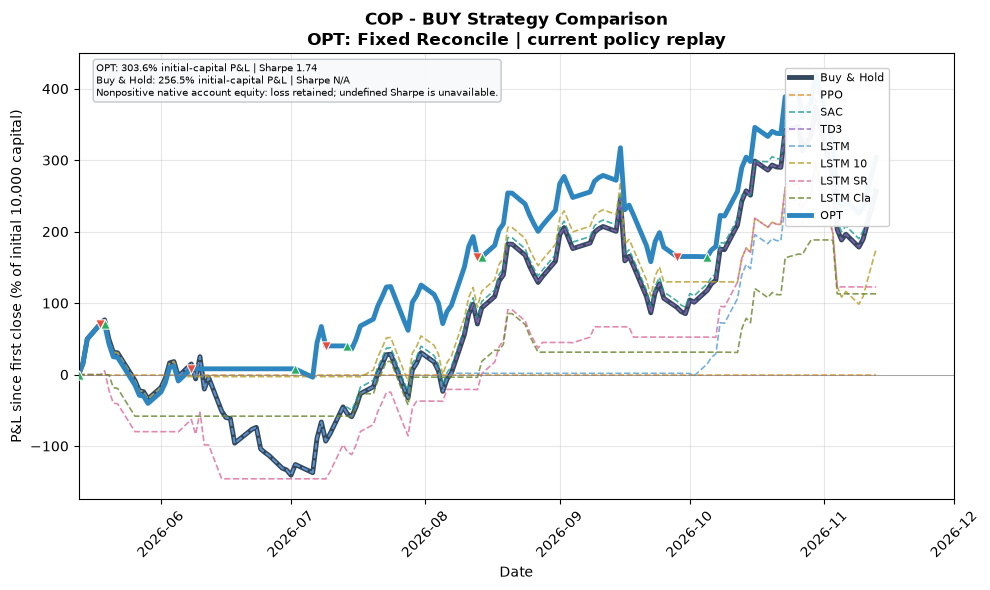 COP - BUY Strategy Comparison
OPT: Fixed Reconcile | current policy replay
OPT: 303.6% initial-capital P&L | Sharpe 1.74
Buy & Hold: 256.5% initial-capital P&L | Sharpe N/A
Nonpositive native account equity: loss retained; undefined Sharpe is unavailable.
Buy & Hold
PPO
SAC
TD3
LSTM
LSTM 10
LSTM SR
LSTM Cla
OPT
P&L since first close (% of initial 10,000 capital)
400
300
200
100
0
−100
2026-06
2026-07
2026-08
2026-09
2026-10
2026-11
2026-12
Date